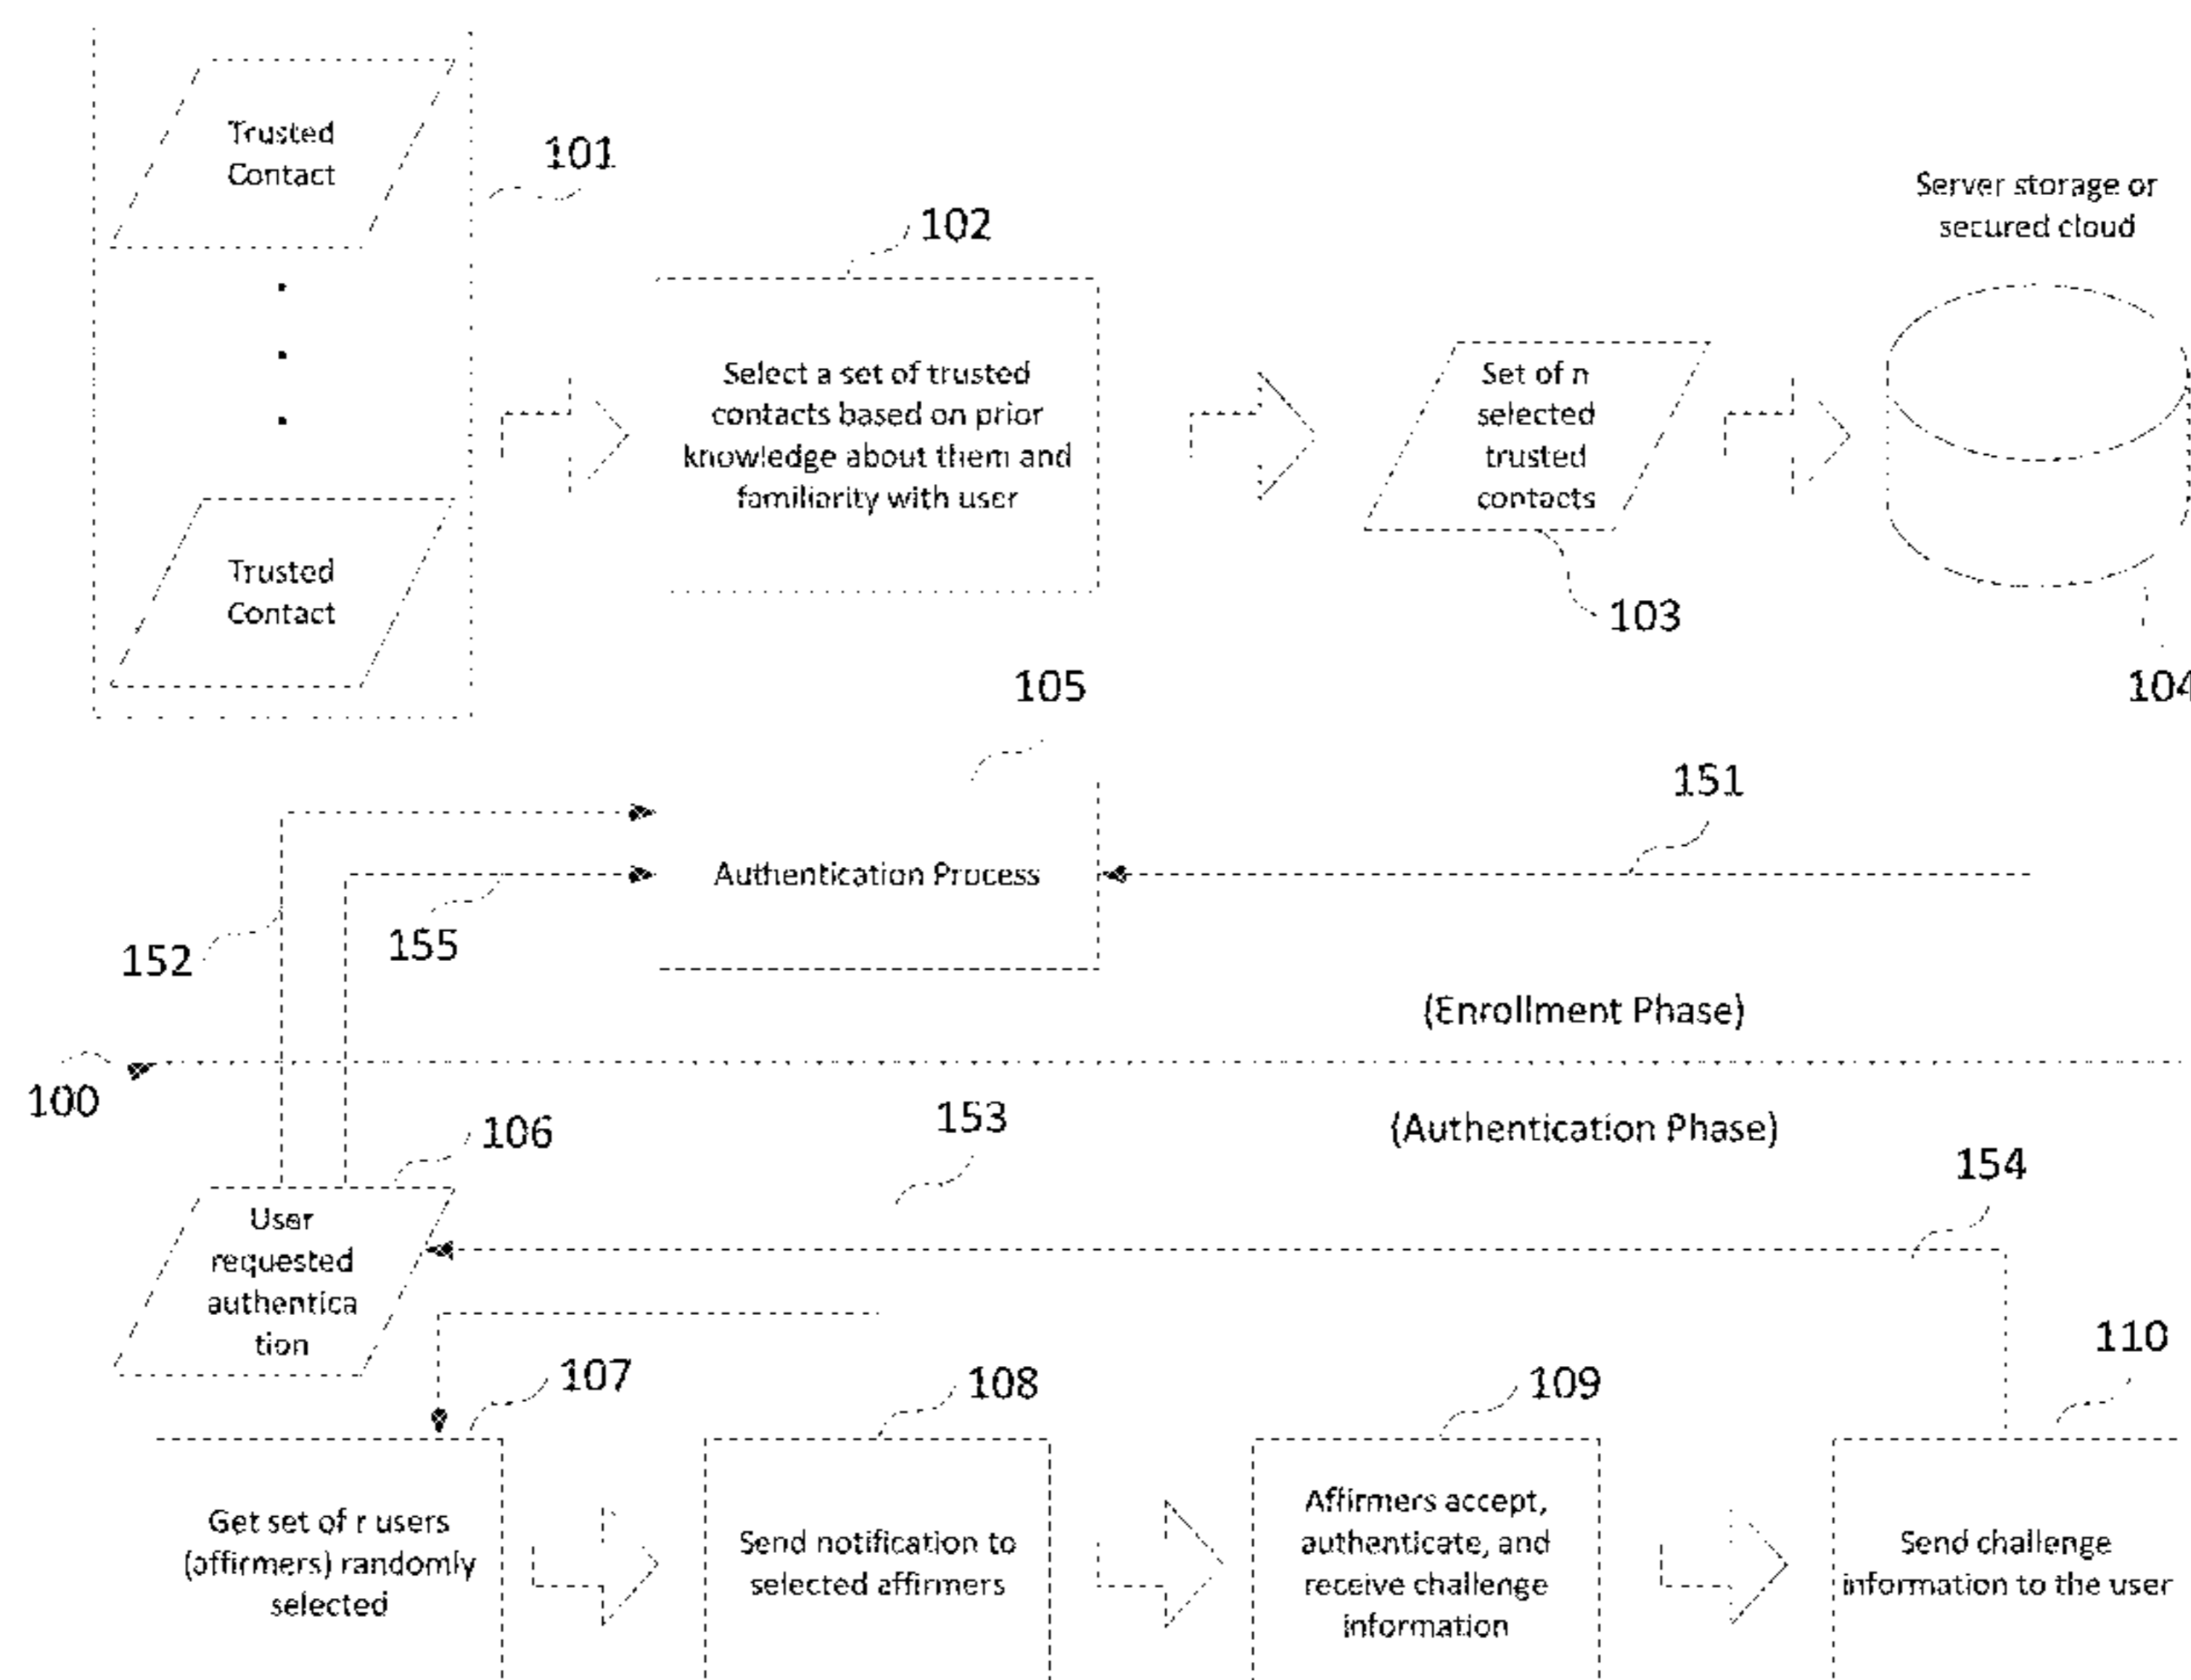 Trusted
Contact
101
102
Server storage or
secured cloud
Select a set of trusted
contacts based on prior
knowledge about them and
familiarity with user
Set of n
selected
trusted
contacts
Trusted
Contact
103
104
105
151
Authentication Process
152
155
(Enrollment Phase)
100
(Authentication Phase)
106
153
154
User
requested
authentica
tion
107
108
109
110
Get set of r users
(affirmers) randomly
selected
Send notification to
selected affirmers
Affirmers accept,
authenticate, and
receive challenge
information
Send challenge
information to the user